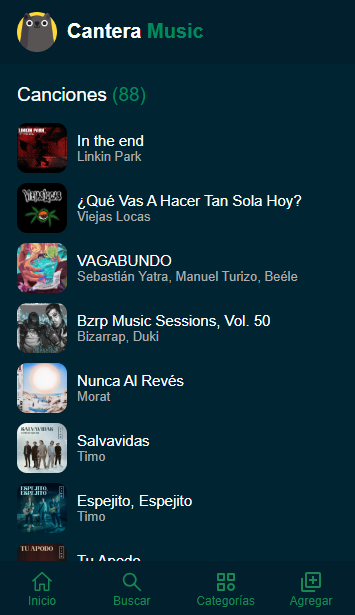 Cantera Music
Canciones (88)
LINKIN PARK
In the end
Linkin Park
VIEJAS LOCAS
¿Qué Vas A Hacer Tan Sola Hoy?
Viejas Locas
VAGABUNDO
Sebastián Yatra, Manuel Turizo, Beéle
Bzrp Music Sessions, Vol. 50
Bizarrap, Duki
Nunca Al Revés
Morat
SALVAVIDAS
Salvavidas
Timo
ESPEJITO,
ESPEJITO
Espejito, Espejito
Timo
TU APODO
Tu Apodo
Inicio
Buscar
Categorías
Agregar